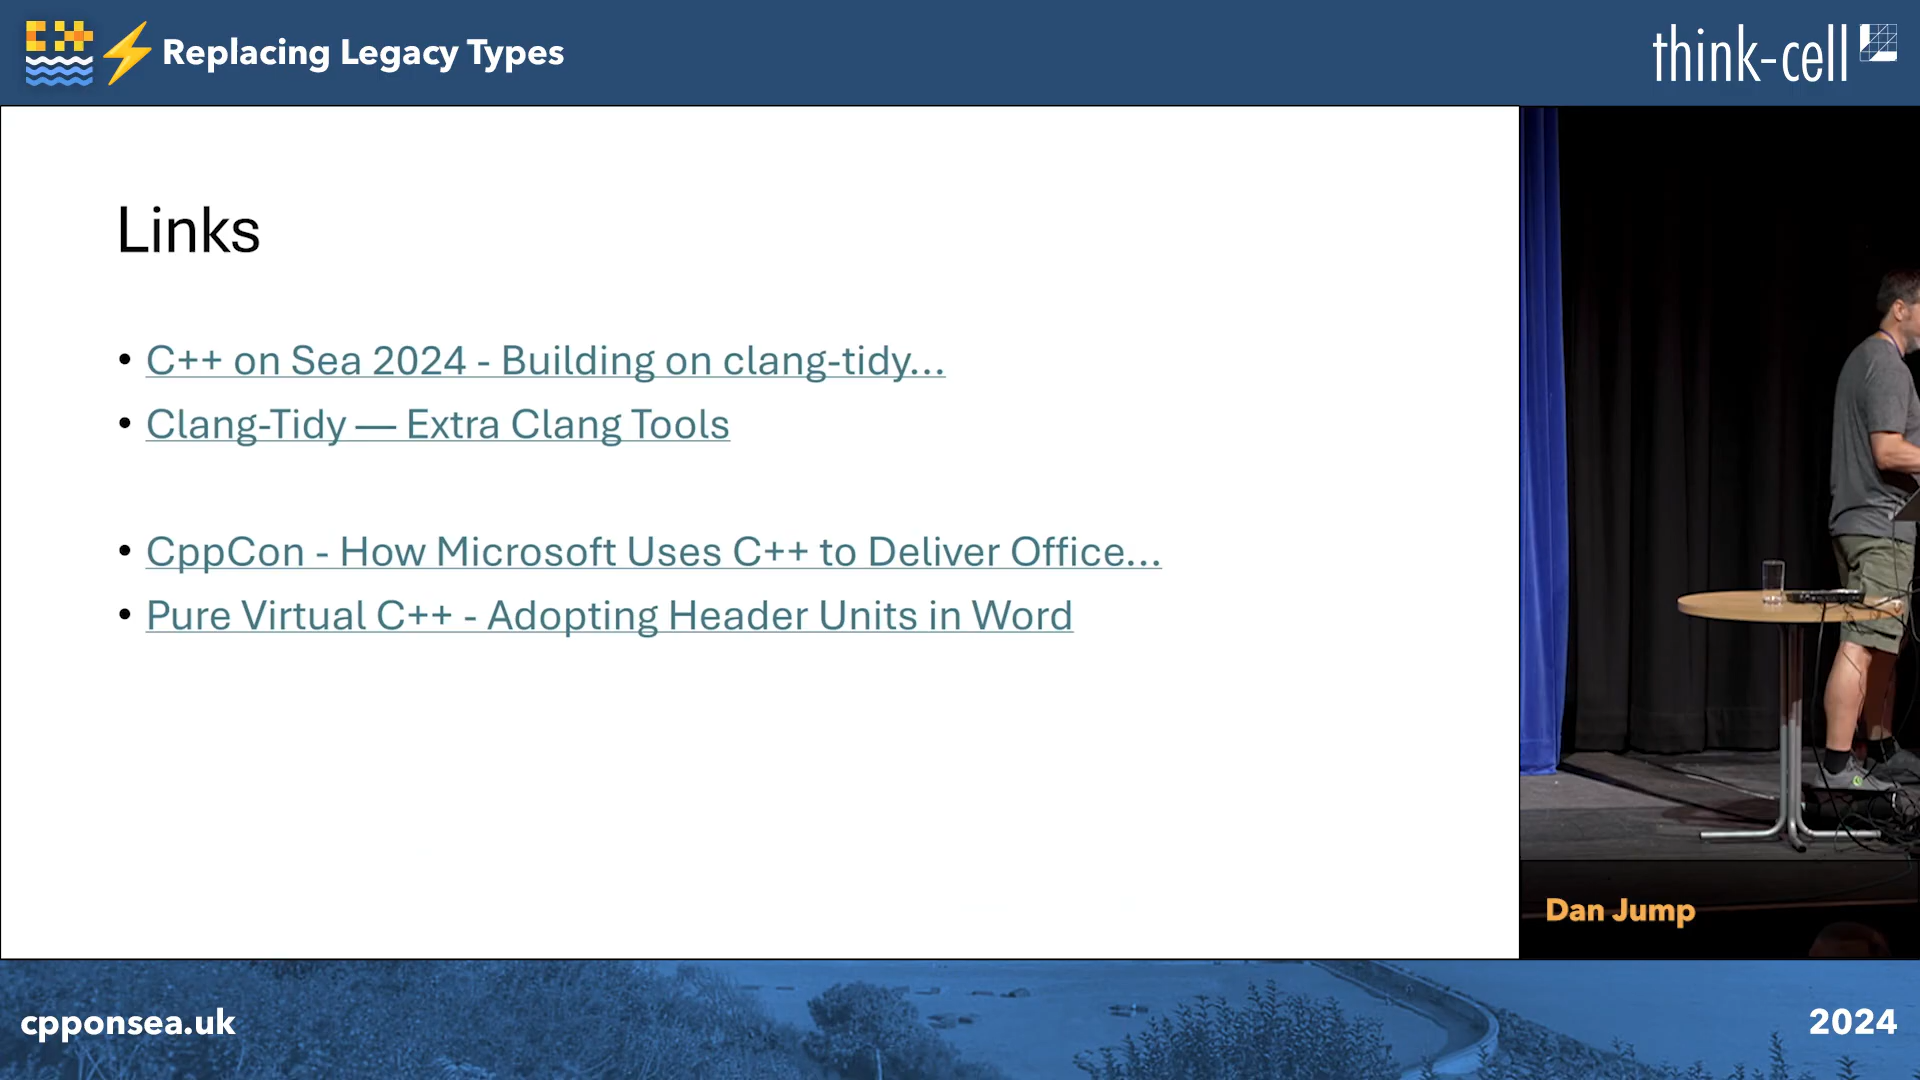 C++
Replacing Legacy Types
think-cell
Links
• C++ on Sea 2024 - Building on clang-tidy...
• Clang-Tidy — Extra Clang Tools
• CppCon - How Microsoft Uses C++ to Deliver Office...
• Pure Virtual C++ - Adopting Header Units in Word
Dan Jump
cpponsea.uk
2024